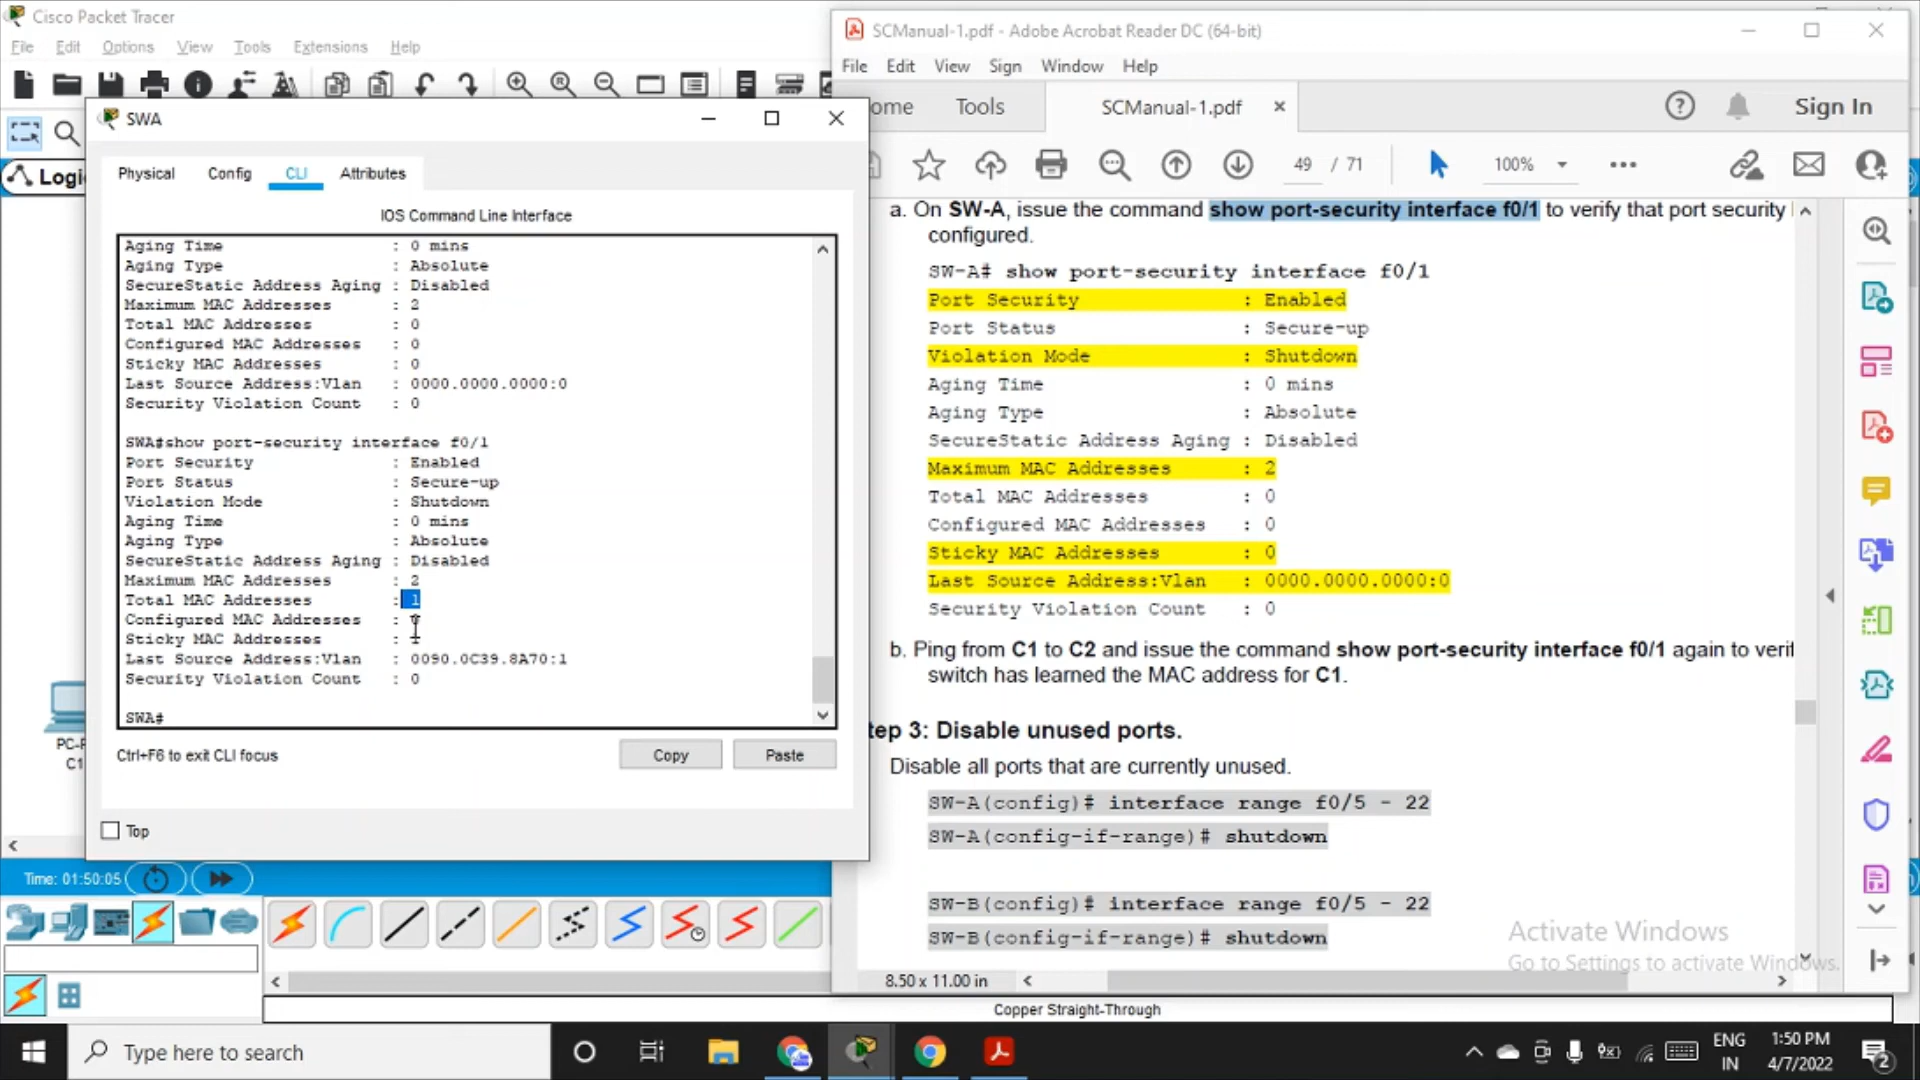 Cisco Packet Tracer
File Edit Options View Tools Extensions Help
Logi
SWA
Physical Config CLI Attributes
IOS Command Line Interface
Aging Time : 0 mins
Aging Type : Absolute
SecureStatic Address Aging : Disabled
Maximum MAC Addresses : 2
Total MAC Addresses : 0
Configured MAC Addresses : 0
Sticky MAC Addresses : 0
Last Source Address:Vlan : 0000.0000.0000:0
Security Violation Count : 0
SWA#show port-security interface f0/1
Port Security : Enabled
Port Status : Secure-up
Violation Mode : Shutdown
Aging Time : 0 mins
Aging Type : Absolute
SecureStatic Address Aging : Disabled
Maximum MAC Addresses : 2
Total MAC Addresses : 1
Configured MAC Addresses :
Sticky MAC Addresses :
Last Source Address:Vlan : 0090.0C39.8A70:1
Security Violation Count : 0
SWA#
Ctrl+F6 to exit CLI focus
Copy Paste
Top
PC-P
C1
Time: 01:50:05
Copper Straight-Through
SCManual-1.pdf - Adobe Acrobat Reader DC (64-bit)
File Edit View Sign Window Help
ome Tools SCManual-1.pdf × Sign In
49 / 71 100%
a. On SW-A, issue the command show port-security interface f0/1 to verify that port security
configured.
SW-A# show port-security interface f0/1
Port Security : Enabled
Port Status : Secure-up
Violation Mode : Shutdown
Aging Time : 0 mins
Aging Type : Absolute
SecureStatic Address Aging : Disabled
Maximum MAC Addresses : 2
Total MAC Addresses : 0
Configured MAC Addresses : 0
Sticky MAC Addresses : 0
Last Source Address:Vlan : 0000.0000.0000:0
Security Violation Count : 0
b. Ping from C1 to C2 and issue the command show port-security interface f0/1 again to verif
switch has learned the MAC address for C1.
tep 3: Disable unused ports.
Disable all ports that are currently unused.
SW-A(config)# interface range f0/5 - 22
SW-A(config-if-range)# shutdown
SW-B(config)# interface range f0/5 - 22
SW-B(config-if-range)# shutdown
Activate Windows
Go to Settings to activate Windows.
8.50 x 11.00 in
Type here to search
ENG
IN
1:50 PM
4/7/2022
2